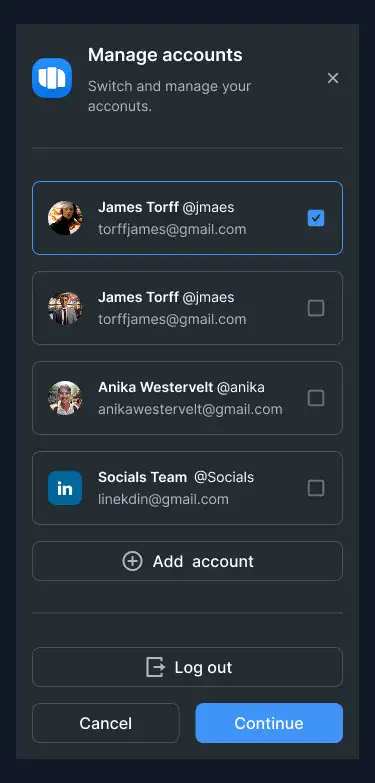 Manage accounts
Switch and manage your
acconuts.
James Torff @jmaes
torffjames@gmail.com
James Torff @jmaes
torffjames@gmail.com
Anika Westervelt @anika
anikawestervelt@gmail.com
in
Socials Team @Socials
linekdin@gmail.com
Add account
Log out
Cancel
Continue